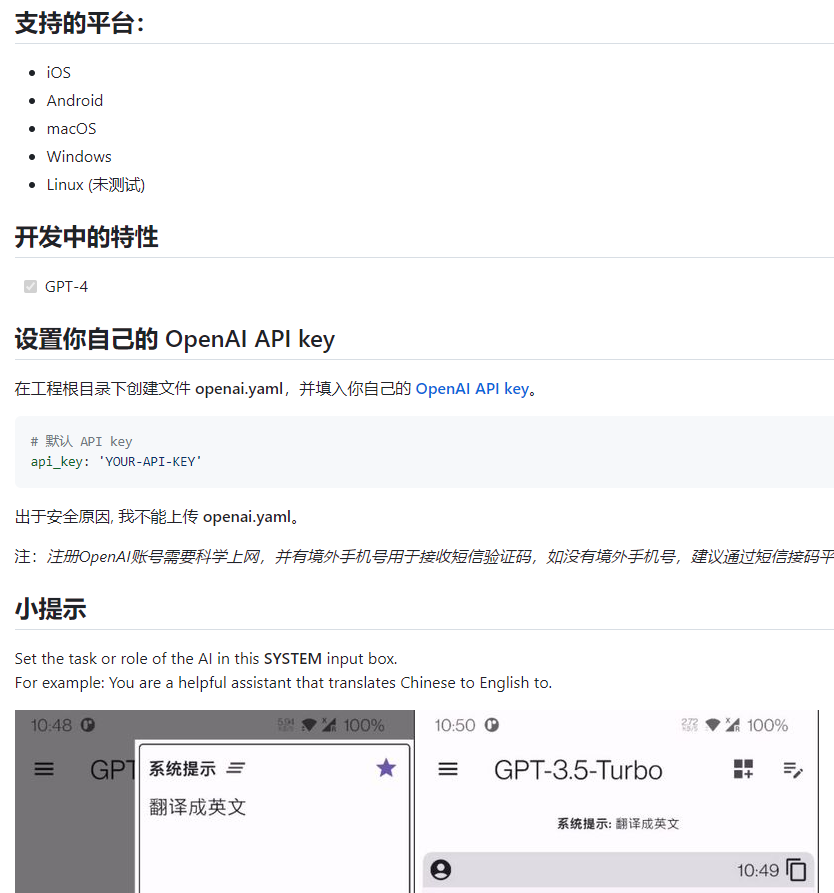 支持的平台：
iOS
Android
macOS
Windows
Linux (未测试)
开发中的特性
GPT-4
设置你自己的 OpenAI API key
在工程根目录下创建文件 openai.yaml，并填入你自己的 OpenAI API key。
# 默认 API key
api_key: 'YOUR-API-KEY'
出于安全原因, 我不能上传 openai.yaml。
注：注册OpenAI账号需要科学上网，并有境外手机号用于接收短信验证码，如没有境外手机号，建议通过短信接码平
小提示
Set the task or role of the AI in this SYSTEM input box.
For example: You are a helpful assistant that translates Chinese to English to.
10:48 100%
GPT
系统提示
翻译成英文
10:50 100%
GPT-3.5-Turbo
系统提示: 翻译成英文
10:49